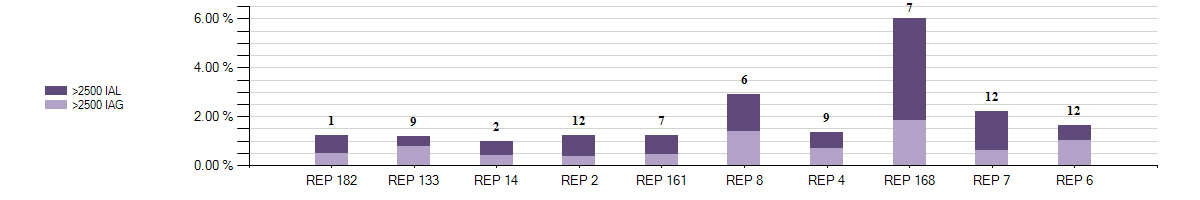 6.00 %
4.00 %
2.00 %
0.00 %
>2500 IAL
>2500 IAG
1 9 2 12 7 6 9 7 12 12
REP 182 REP 133 REP 14 REP 2 REP 161 REP 8 REP 4 REP 168 REP 7 REP 6